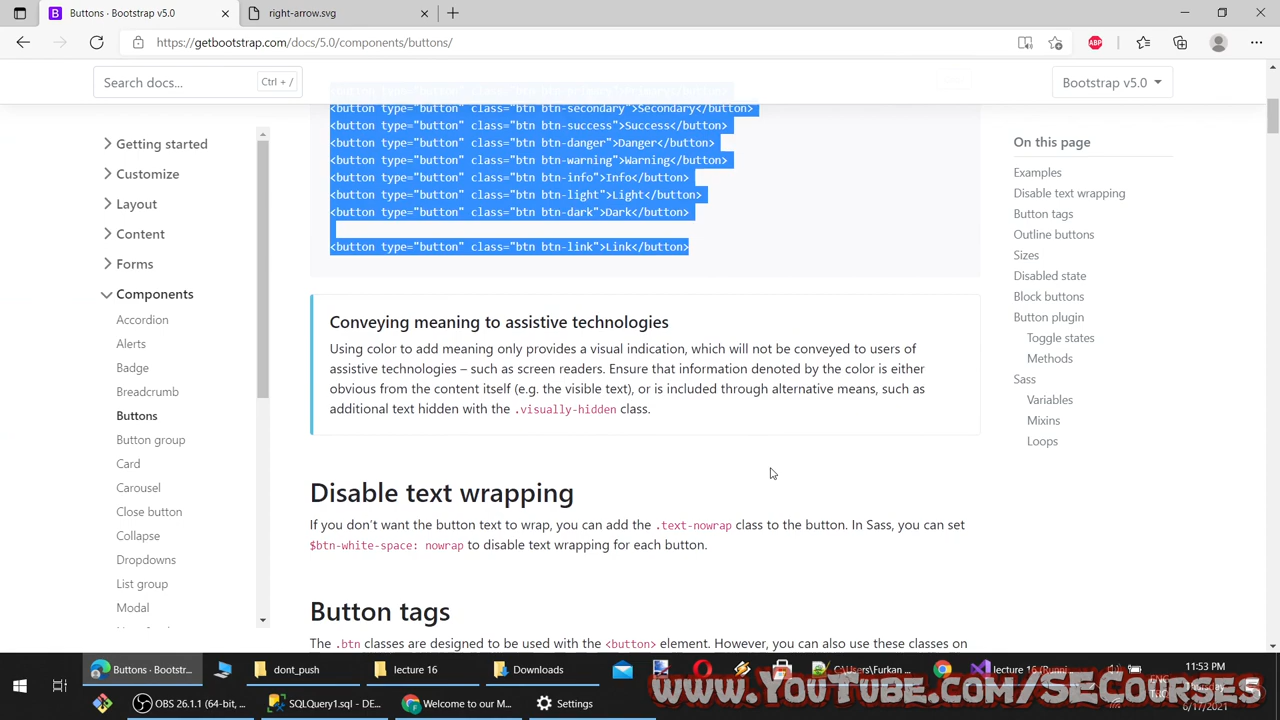 Buttons · Bootstrap v5.0
right-arrow.svg
https://getbootstrap.com/docs/5.0/components/buttons/
ABP
Search docs...
Ctrl + /
Bootstrap v5.0
<button type="button" class="btn btn-secondary">Secondary</button>
<button type="button" class="btn btn-success">Success</button>
<button type="button" class="btn btn-danger">Danger</button>
<button type="button" class="btn btn-warning">Warning</button>
<button type="button" class="btn btn-info">Info</button>
<button type="button" class="btn btn-light">Light</button>
<button type="button" class="btn btn-dark">Dark</button>
<button type="button" class="btn btn-link">Link</button>
Getting started
Customize
Layout
Content
Forms
Components
Accordion
Alerts
Badge
Breadcrumb
Buttons
Button group
Card
Carousel
Close button
Collapse
Dropdowns
List group
Modal
Conveying meaning to assistive technologies
Using color to add meaning only provides a visual indication, which will not be conveyed to users of
assistive technologies – such as screen readers. Ensure that information denoted by the color is either
obvious from the content itself (e.g. the visible text), or is included through alternative means, such as
additional text hidden with the .visually-hidden class.
Disable text wrapping
If you don’t want the button text to wrap, you can add the .text-nowrap class to the button. In Sass, you can set
$btn-white-space: nowrap to disable text wrapping for each button.
Button tags
The .btn classes are designed to be used with the <button> element. However, you can also use these classes on
On this page
Examples
Disable text wrapping
Button tags
Outline buttons
Sizes
Disabled state
Block buttons
Button plugin
Toggle states
Methods
Sass
Variables
Mixins
Loops
Buttons · Bootstr...
dont_push
lecture 16
Downloads
C:\Users\Furkan ...
lecture 16 (Runni...
11:53 PM
Thursday
6/17/2021
OBS 26.1.1 (64-bit, ...
SQLQuery1.sql - DE...
Welcome to our M...
Settings
www.YouTube.com/SECourses